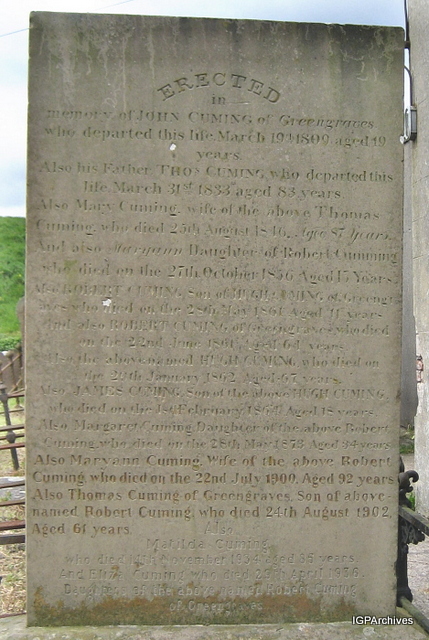 ERECTED
in
memory of JOHN CUMING of Greengraves
who departed this life March 19th 1809 aged 19
years.
Also his Father THOS CUMING, who departed this
life March 31st 1833 aged 83 years
Also Mary Cuming, wife of the above Thomas
Cuming, who died 25th August 1846, Aged 87 Years.
And also Maryann Daughter of Robert Cumming
who died on the 27th October 1856 Aged 15 Years
Also ROBERT CUMING, Son of HUGH CUMING, of Greengr
aves who died on the 28th July 1861 Aged years
And also ROBERT CUMING, of Greengraves, who died
on the 22nd June 1861 Aged 64 years
Also the above named HUGH CUMING, who died on
the 29th January 1862 Aged 67 years
Also, JAMES CUMING, Son of the above HUGH CUMING,
who died on the 1st February Aged 18 years
Also Margaret Cuming, Daughter of the above Robert
Cuming, who died on the 28th May 1873 Aged 34 years
Also Maryann Cuming, Wife of the above Robert
Cuming, who died on the 22nd July 1900, Aged 92 years
Also Thomas Cuming of Greengraves, Son of above-
named Robert Cuming, who died 24th August 1902,
Aged 61 years. Also
Matilda Cuming
who died November 1934 aged 85 years
And Eliza Cuming who died April 1936
Daughters of the above named Robert Cuming
of Greengraves
IGPArchives